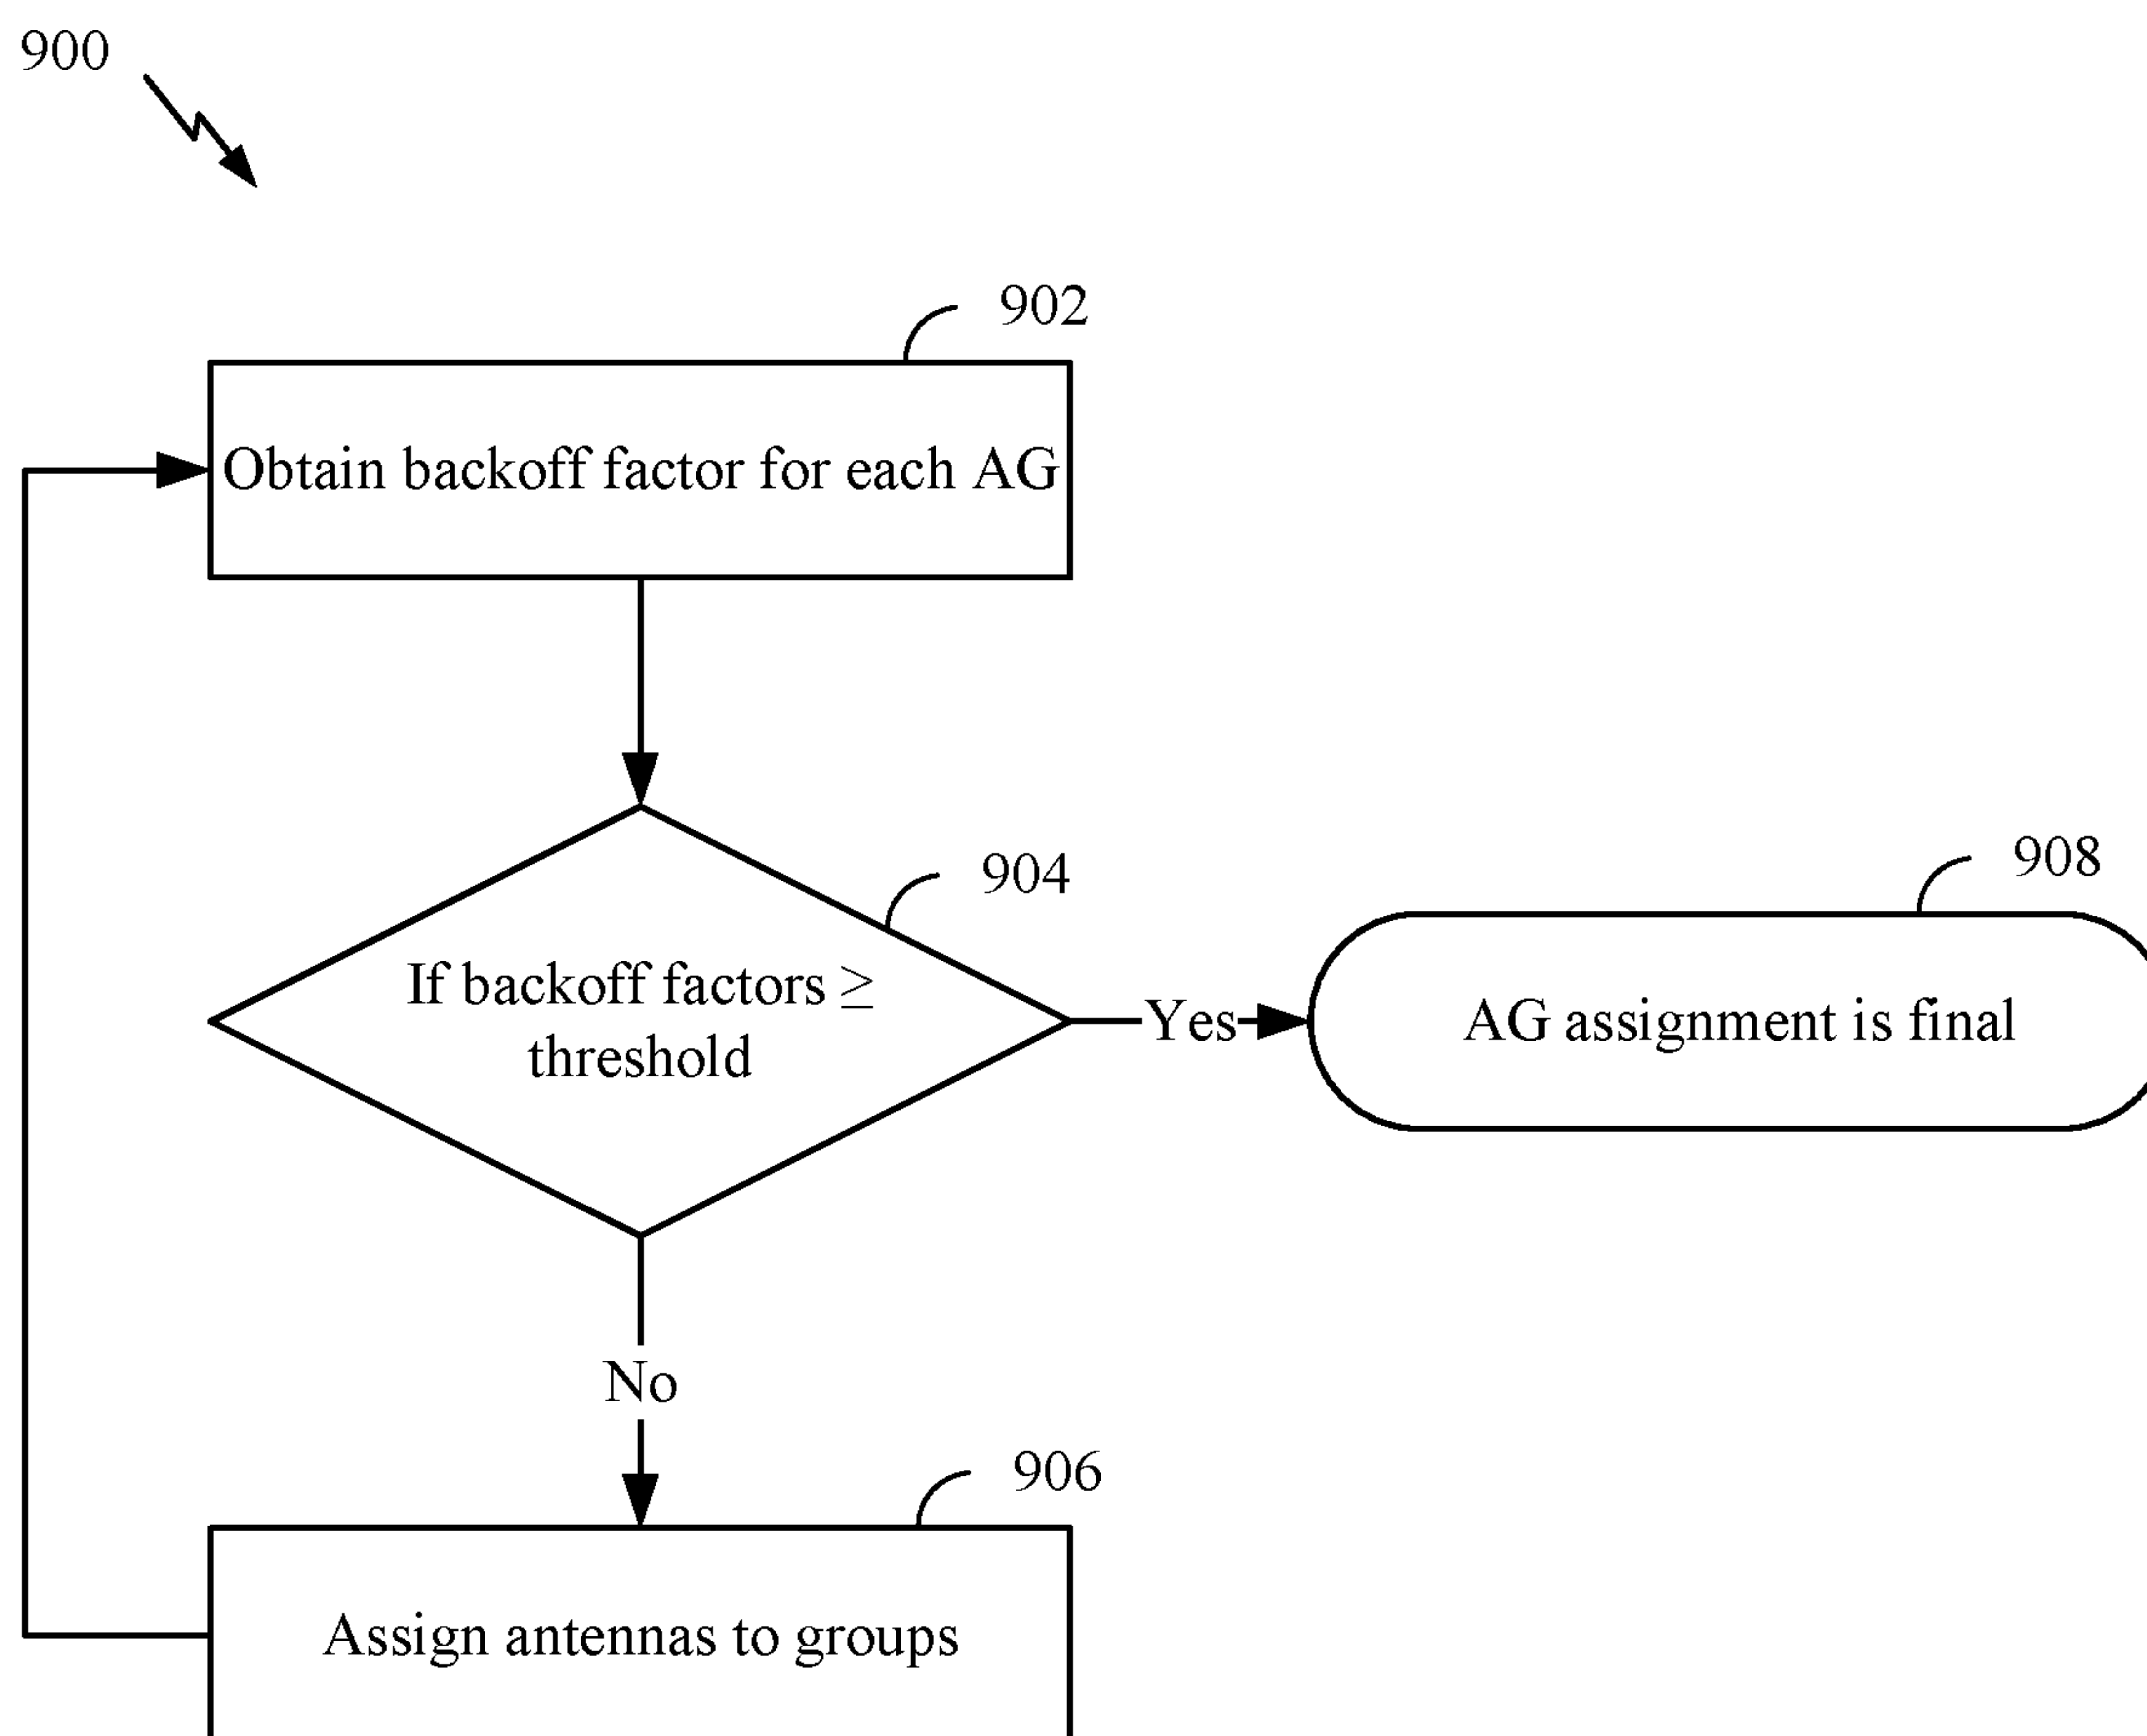 900
902
Obtain backoff factor for each AG
904
If backoff factors ≥
threshold
Yes
908
AG assignment is final
No
906
Assign antennas to groups